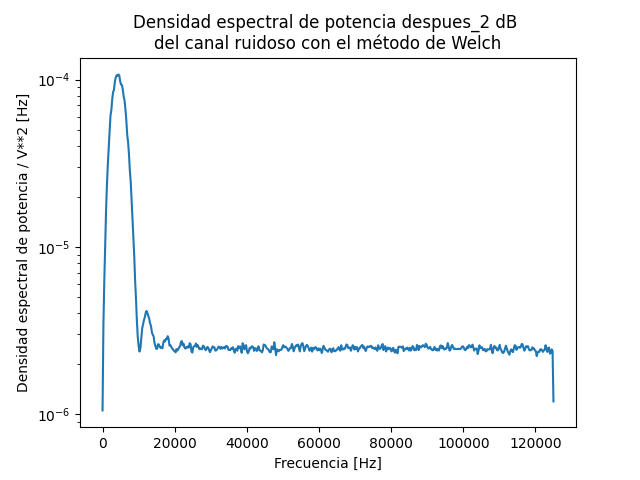 Densidad espectral de potencia despues_2 dB
del canal ruidoso con el método de Welch
Densidad espectral de potencia / V**2 [Hz]
10⁻⁴
10⁻⁵
10⁻⁶
0 20000 40000 60000 80000 100000 120000
Frecuencia [Hz]